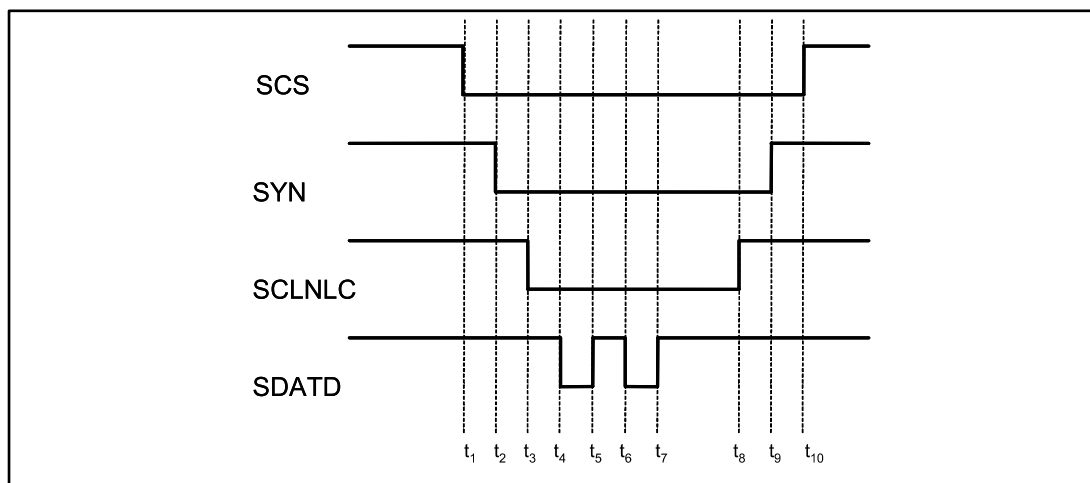 SCS
SYN
SCLNLC
SDATD
t1 t2 t3 t4 t5 t6 t7 t8 t9 t10